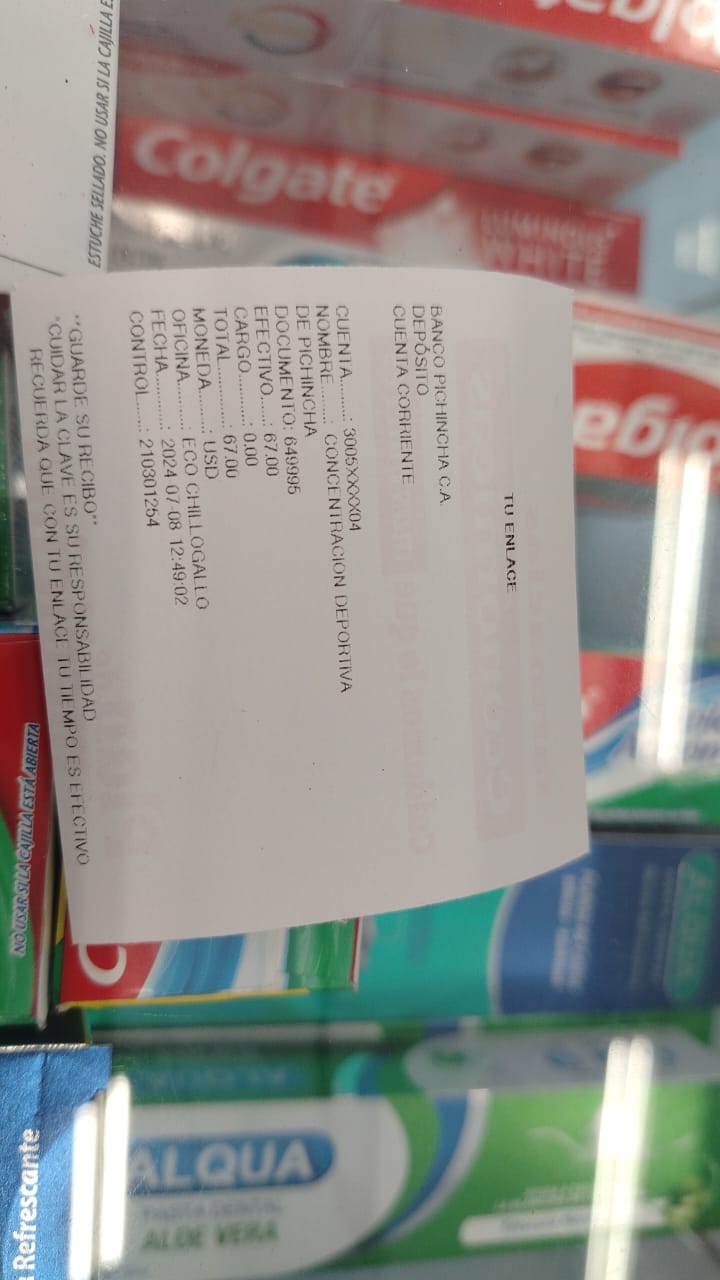 TU ENLACE
BANCO PICHINCHA C.A.
DEPÓSITO
CUENTA CORRIENTE
CUENTA........: 3005XXXX04
NOMBRE........: CONCENTRACION DEPORTIVA
DE PICHINCHA
DOCUMENTO: 649995
EFECTIVO.....: 67.00
CARGO.........: 0.00
TOTAL...........: 67.00
MONEDA........: USD
OFICINA........: ECO CHILLOGALLO
FECHA..........: 2024-07-08 12:49:02
CONTROL.....: 210301254
**GUARDE SU RECIBO**
*CUIDAR LA CLAVE ES SU RESPONSABILIDAD
RECUERDA QUE CON TU ENLACE TU TIEMPO ES EFECTIVO
ESTUCHE SELLADO, NO USAR SI LA CAJILLA E
Colgate
LUMINOUS
WHITE
olga
NO USAR SI LA CAJILLA ESTÁ ABIERTA
Refrescante
ALQUA
PASTA DENTAL
ALOE VERA